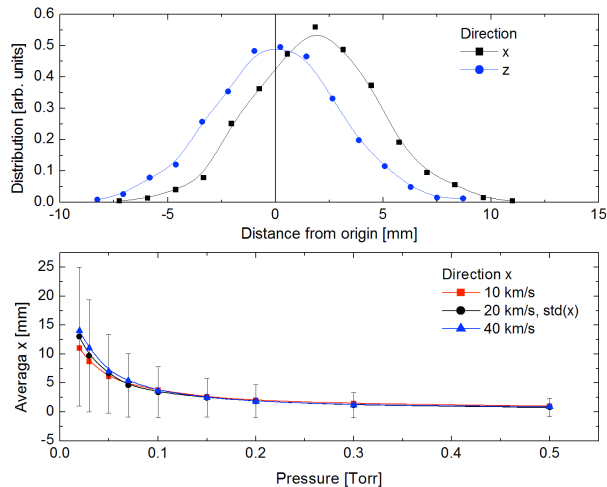 0.6
0.5
0.4
0.3
0.2
0.1
0.0
Distribution [arb. units]
Direction
x
z
-10 -5 0 5 10 15
Distance from origin [mm]
25
20
15
10
5
0
-5
Averaga x [mm]
Direction x
10 km/s
20 km/s, std(x)
40 km/s
0.0 0.1 0.2 0.3 0.4 0.5
Pressure [Torr]